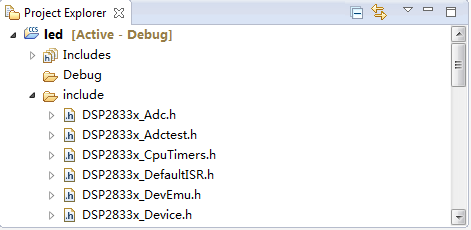 Project Explorer
led [Active - Debug]
Includes
Debug
include
DSP2833x_Adc.h
DSP2833x_Adctest.h
DSP2833x_CpuTimers.h
DSP2833x_DefaultISR.h
DSP2833x_DevEmu.h
DSP2833x_Device.h